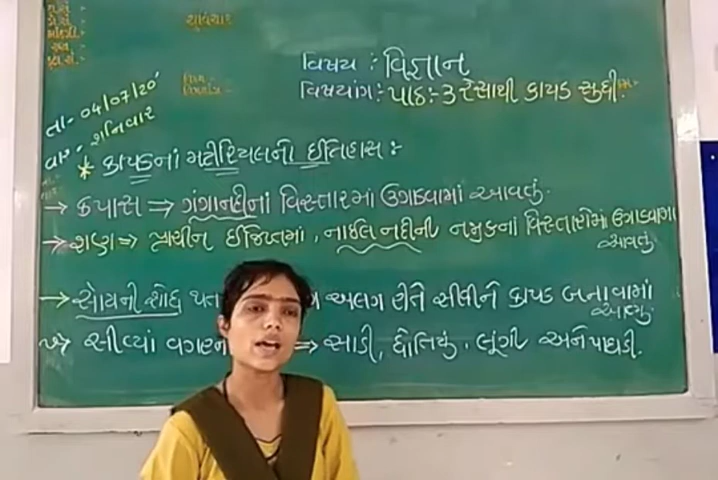 સુવિચાર
વિષય : વિજ્ઞાન
વિષયાંગ:- પાઠ:-3 રેસાથી કાપડ સુધી.
તા- 04/07/20'
વાર - શનિવાર
* કાપડનાં મટીરિયલની ઈતિહાસ :-
→ કપાસ ⇒ ગંગાનદીનાં વિસ્તારમાં ઉગાડવામાં આવતું.
→ શણ ⇒ પ્રાચીન ઈજિપ્તમાં, નાઈલ નદીની નજીકનાં વિસ્તારોમાં ઉગાડવામાં આવતું
→ સોયની શોધ થત અલગ રીતે સીવીને કાપડ બનાવામાં આવ્યુ.
સીવ્યાં વગરનાં ⇒ સાડી, ધોતિયું, લૂંગી અને પાઘડી.